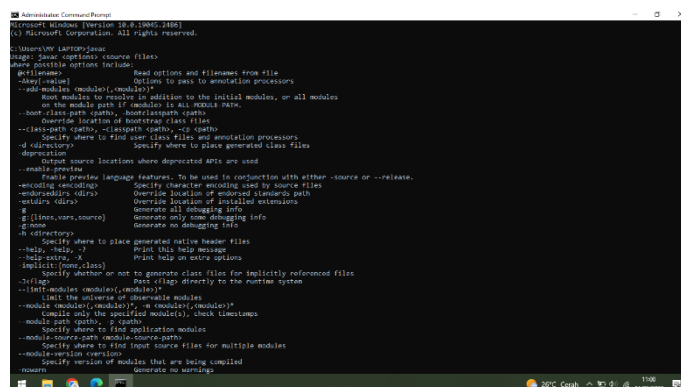 Administrator: Command Prompt
Microsoft Windows [Version 10.0.19045.2486]
(c) Microsoft Corporation. All rights reserved.
C:\Users\MY LAPTOP>javac
Usage: javac <options> <source files>
where possible options include:
@<filename> Read options and filenames from file
-Akey[=value] Options to pass to annotation processors
--add-modules <module>(,<module>)*
Root modules to resolve in addition to the initial modules, or all modules
on the module path if <module> is ALL-MODULE-PATH.
--boot-class-path <path>, -bootclasspath <path>
Override location of bootstrap class files
--class-path <path>, -classpath <path>, -cp <path>
Specify where to find user class files and annotation processors
-d <directory> Specify where to place generated class files
-deprecation
Output source locations where deprecated APIs are used
--enable-preview
Enable preview language features. To be used in conjunction with either -source or --release.
-encoding <encoding> Specify character encoding used by source files
-endorseddirs <dirs> Override location of endorsed standards path
-extdirs <dirs> Override location of installed extensions
-g Generate all debugging info
-g:{lines,vars,source} Generate only some debugging info
-g:none Generate no debugging info
-h <directory>
Specify where to place generated native header files
--help, -help, -? Print this help message
--help-extra, -X Print help on extra options
-implicit:{none,class}
Specify whether or not to generate class files for implicitly referenced files
-J<flag> Pass <flag> directly to the runtime system
--limit-modules <module>(,<module>)*
Limit the universe of observable modules
--module <module>(,<module>)*, -m <module>(,<module>)*
Compile only the specified module(s), check timestamps
--module-path <path>, -p <path>
Specify where to find application modules
--module-source-path <module-source-path>
Specify where to find input source files for multiple modules
--module-version <version>
Specify version of modules that are being compiled
-nowarn Generate no warnings
26°C Cerah 11:00